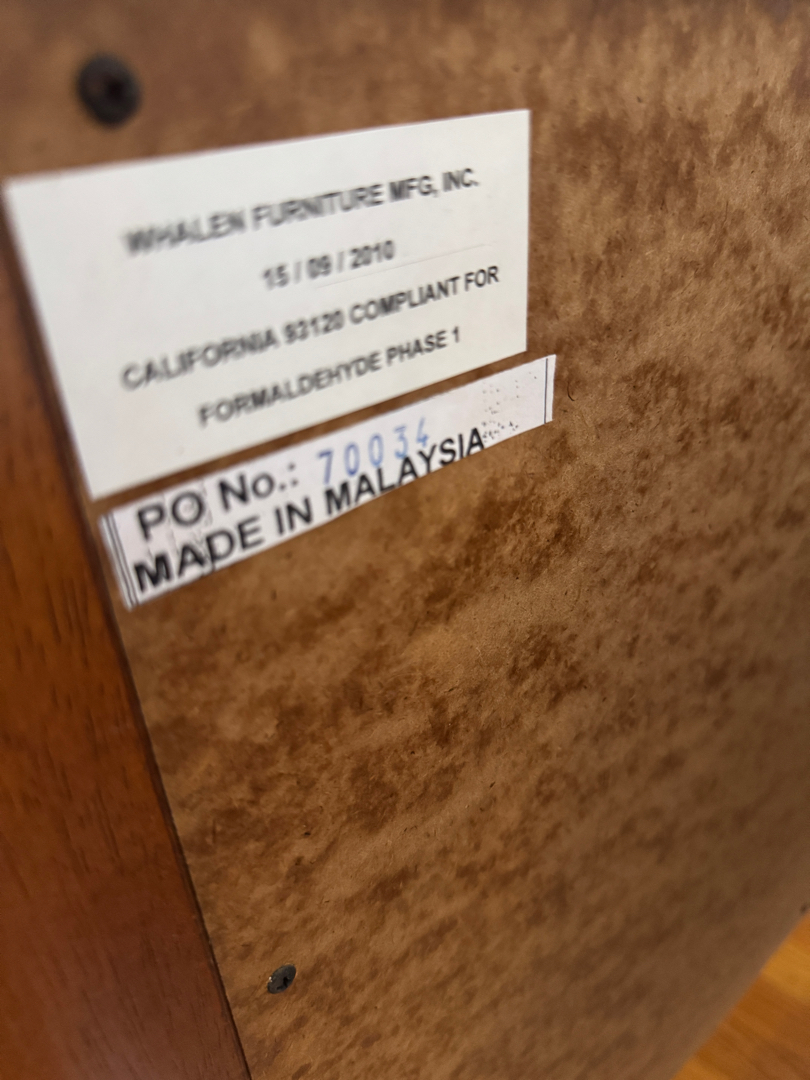 WHALEN FURNITURE MFG, INC.
15 / 09 / 2010
CALIFORNIA 93120 COMPLIANT FOR
FORMALDEHYDE PHASE 1
PO No.: 70034
MADE IN MALAYSIA